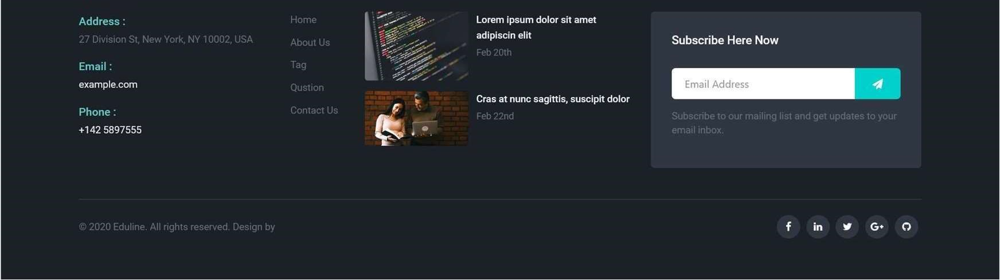 Address :
27 Division St, New York, NY 10002, USA
Email :
example.com
Phone :
+142 5897555
Home
About Us
Tag
Qustion
Contact Us
Lorem ipsum dolor sit amet
adipiscin elit
Feb 20th
Cras at nunc sagittis, suscipit dolor
Feb 22nd
Subscribe Here Now
Email Address
Subscribe to our mailing list and get updates to your
email inbox.
© 2020 Eduline. All rights reserved. Design by